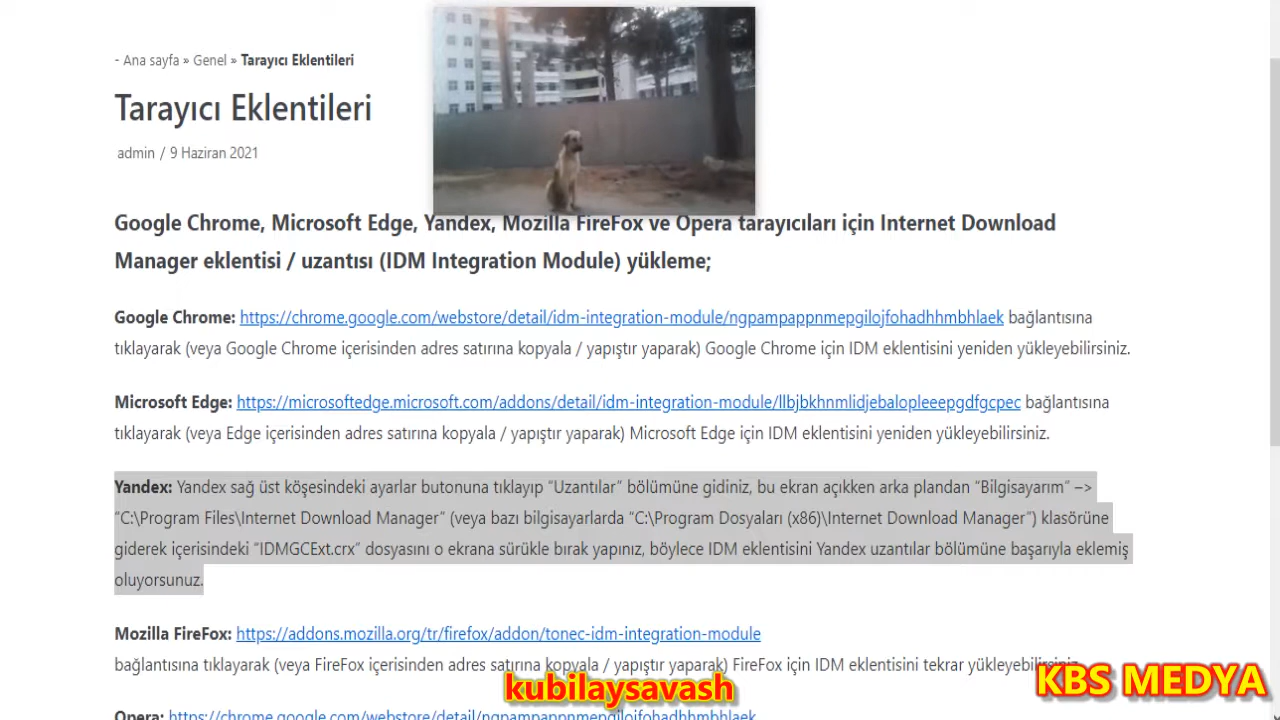 - Ana sayfa » Genel » Tarayıcı Eklentileri
Tarayıcı Eklentileri
admin / 9 Haziran 2021
Google Chrome, Microsoft Edge, Yandex, Mozilla FireFox ve Opera tarayıcıları için Internet Download
Manager eklentisi / uzantısı (IDM Integration Module) yükleme;
Google Chrome: https://chrome.google.com/webstore/detail/idm-integration-module/ngpampappnmepgilojfohadhhmbhlaek bağlantısına
tıklayarak (veya Google Chrome içerisinden adres satırına kopyala / yapıştır yaparak) Google Chrome için IDM eklentisini yeniden yükleyebilirsiniz.
Microsoft Edge: https://microsoftedge.microsoft.com/addons/detail/idm-integration-module/llbjbkhnmlidjebalopleeepgdfgcpec bağlantısına
tıklayarak (veya Edge içerisinden adres satırına kopyala / yapıştır yaparak) Microsoft Edge için IDM eklentisini yeniden yükleyebilirsiniz.
Yandex: Yandex sağ üst köşesindeki ayarlar butonuna tıklayıp “Uzantılar” bölümüne gidiniz, bu ekran açıkken arka plandan “Bilgisayarım” –>
“C:\Program Files\Internet Download Manager” (veya bazı bilgisayarlarda “C:\Program Dosyaları (x86)\Internet Download Manager”) klasörüne
giderek içerisindeki “IDMGCExt.crx” dosyasını o ekrana sürükle bırak yapınız, böylece IDM eklentisini Yandex uzantılar bölümüne başarıyla eklemiş
oluyorsunuz.
Mozilla FireFox: https://addons.mozilla.org/tr/firefox/addon/tonec-idm-integration-module
bağlantısına tıklayarak (veya FireFox içerisinden adres satırına kopyala / yapıştır yaparak) FireFox için IDM eklentisini tekrar yükleyebilirsiniz.
kubilaysavash
KBS MEDYA
Opera: https://chrome.google.com/webstore/detail/ngpampappnmepgilojfohadhhmbhlaek